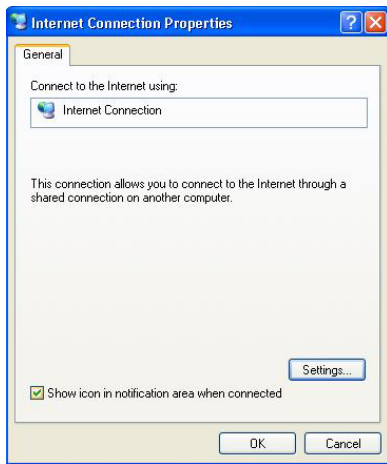 Internet Connection Properties
General
Connect to the Internet using:
Internet Connection
This connection allows you to connect to the Internet through a
shared connection on another computer.
Settings...
Show icon in notification area when connected
OK Cancel